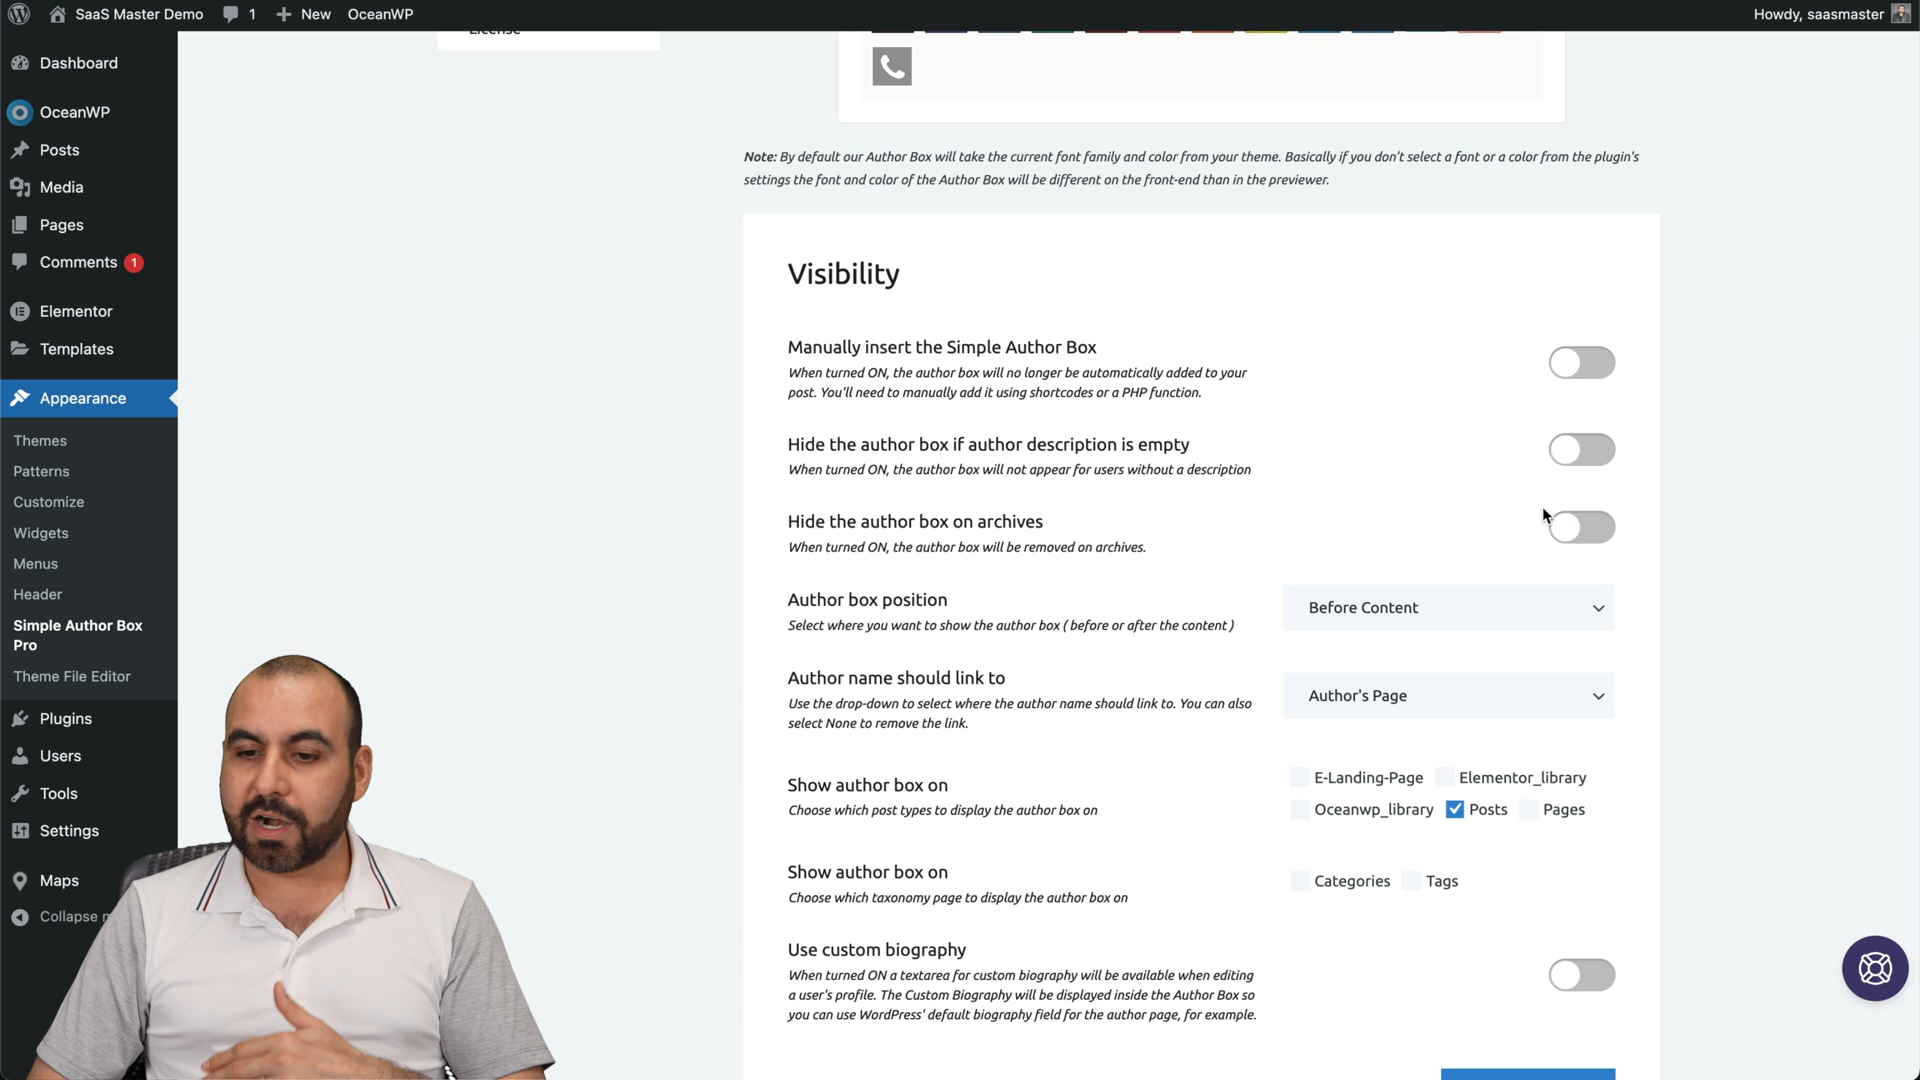 SaaS Master Demo 1 New OceanWP Howdy, saasmaster
License
Dashboard
OceanWP
Posts
Media
Pages
Comments 1
Elementor
Templates
Appearance
Themes
Patterns
Customize
Widgets
Menus
Header
Simple Author Box
Pro
Theme File Editor
Plugins
Users
Tools
Settings
Maps
Collapse
Note: By default our Author Box will take the current font family and color from your theme. Basically if you don't select a font or a color from the plugin's
settings the font and color of the Author Box will be different on the front-end than in the previewer.
Visibility
Manually insert the Simple Author Box
When turned ON, the author box will no longer be automatically added to your
post. You'll need to manually add it using shortcodes or a PHP function.
Hide the author box if author description is empty
When turned ON, the author box will not appear for users without a description
Hide the author box on archives
When turned ON, the author box will be removed on archives.
Author box position
Select where you want to show the author box ( before or after the content )
Before Content
Author name should link to
Use the drop-down to select where the author name should link to. You can also
select None to remove the link.
Author's Page
Show author box on
Choose which post types to display the author box on
E-Landing-Page Elementor_library
Oceanwp_library Posts Pages
Show author box on
Choose which taxonomy page to display the author box on
Categories Tags
Use custom biography
When turned ON a textarea for custom biography will be available when editing
a user's profile. The Custom Biography will be displayed inside the Author Box so
you can use WordPress' default biography field for the author page, for example.